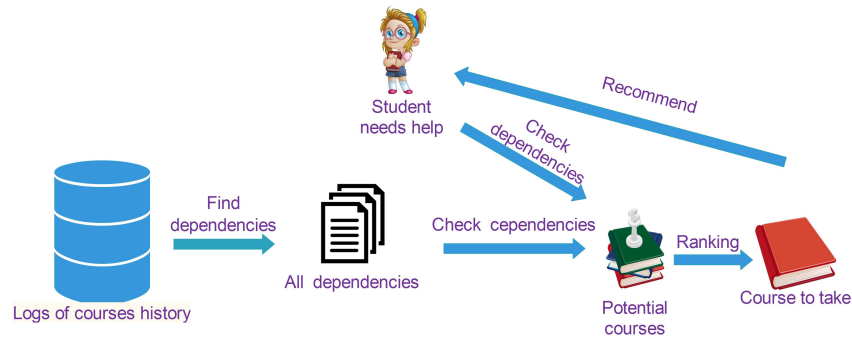 Student
needs help
Recommend
Check
dependencies
Find
dependencies
Check cependencies
Ranking
All dependencies
Logs of courses history
Potential
courses
Course to take